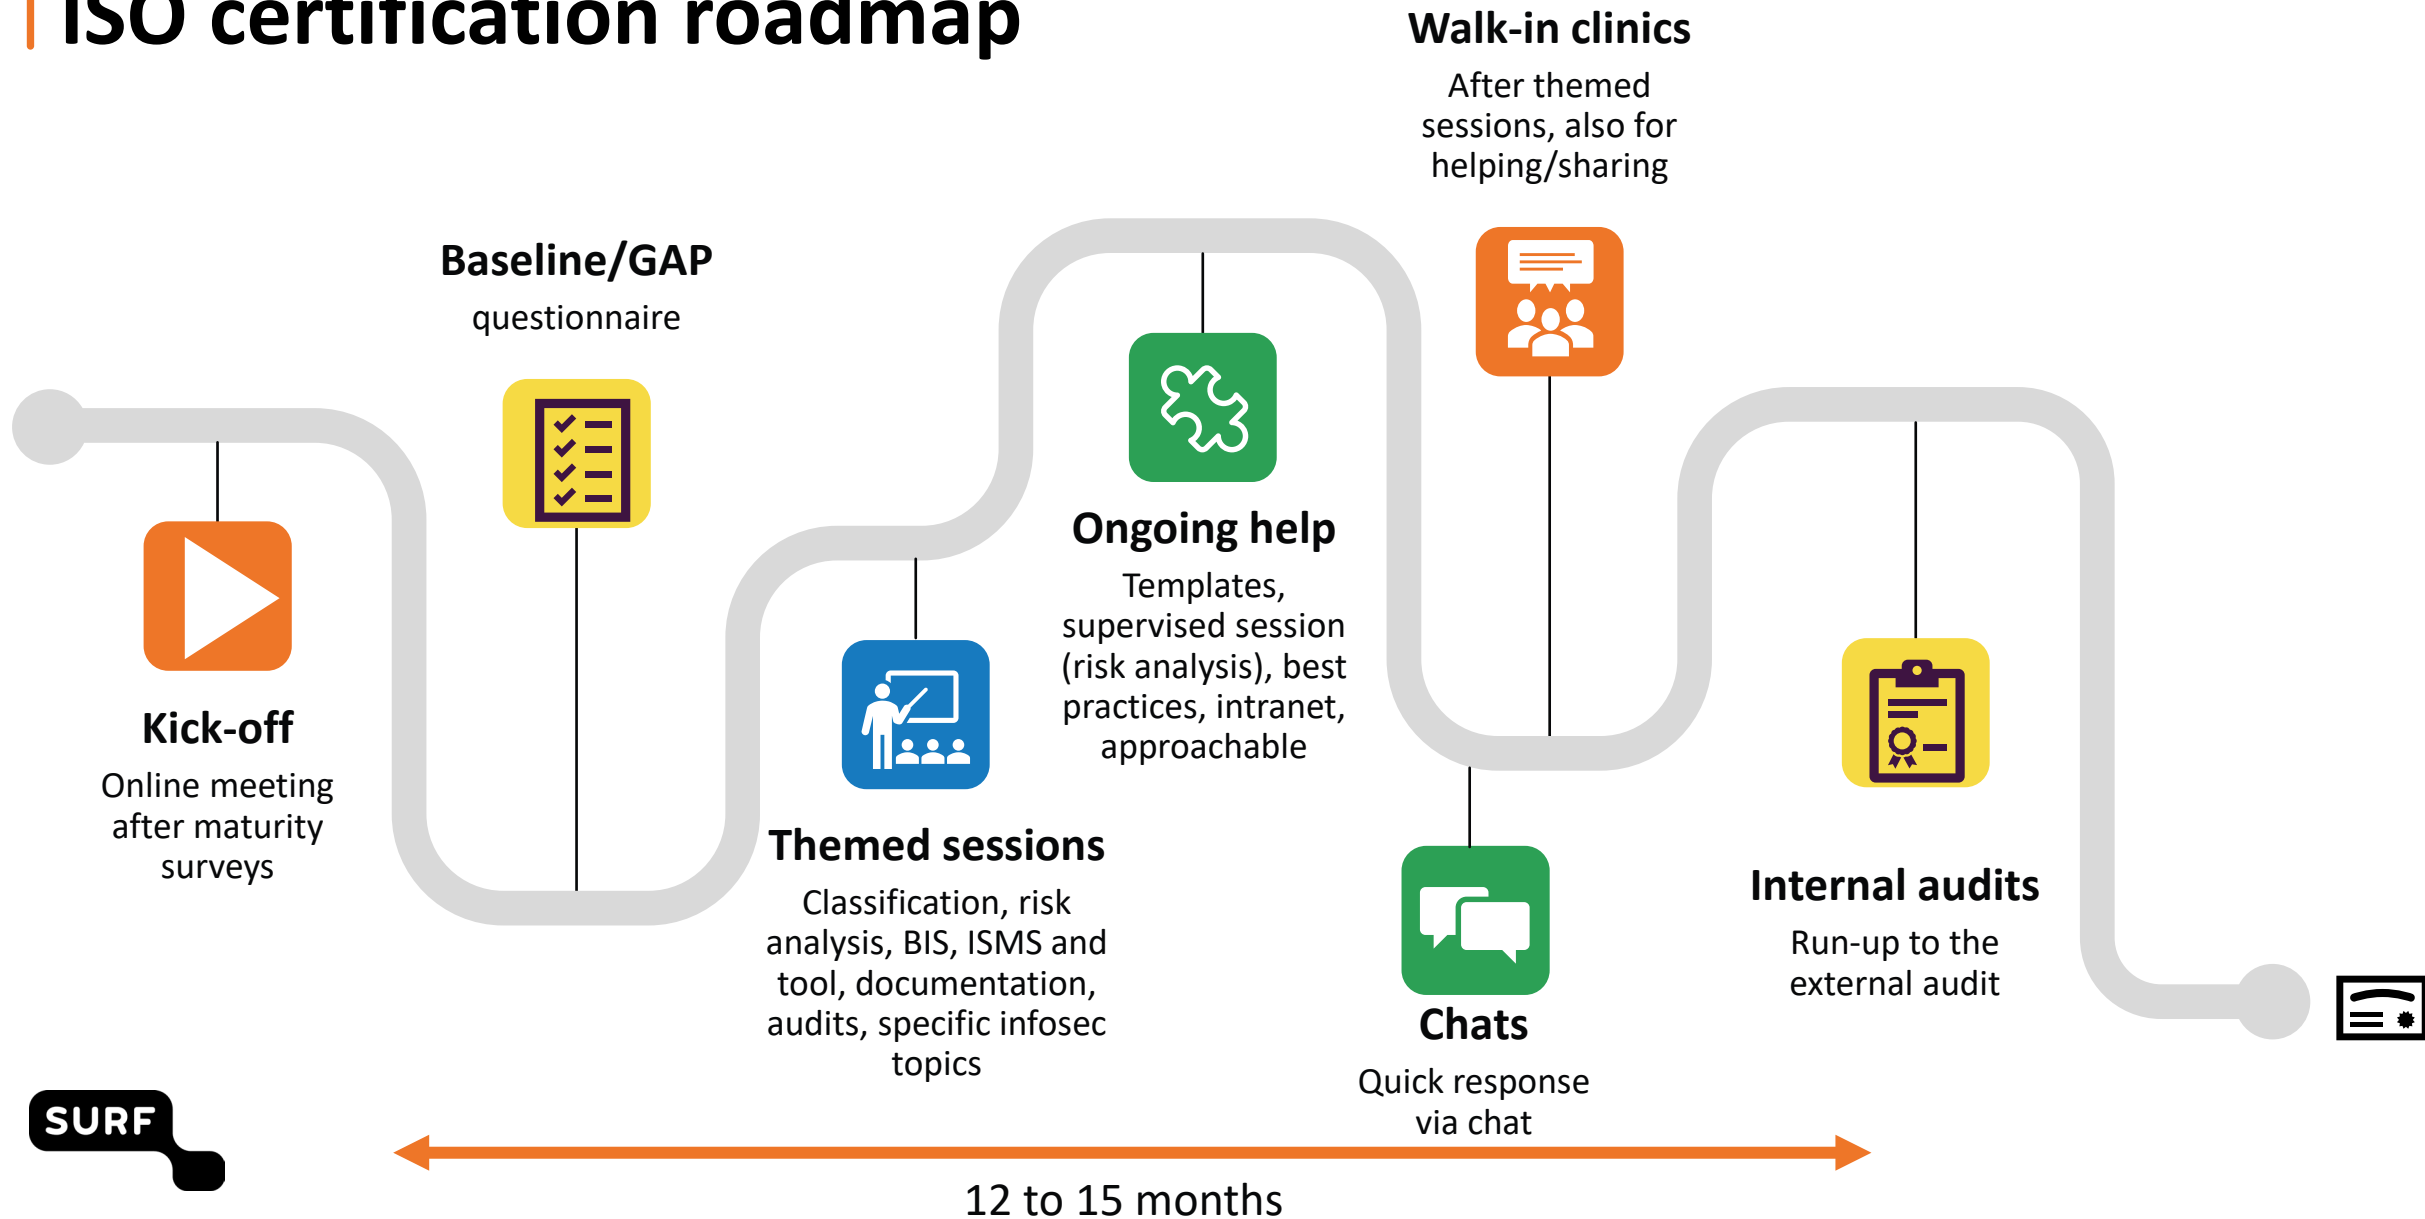 ISO certification roadmap
Walk-in clinics
After themed
sessions, also for
helping/sharing
Baseline/GAP
questionnaire
Ongoing help
Templates,
supervised session
(risk analysis), best
practices, intranet,
approachable
Kick-off
Online meeting
after maturity
surveys
Themed sessions
Classification, risk
analysis, BIS, ISMS and
tool, documentation,
audits, specific infosec
topics
Internal audits
Run-up to the
external audit
Chats
Quick response
via chat
SURF
12 to 15 months